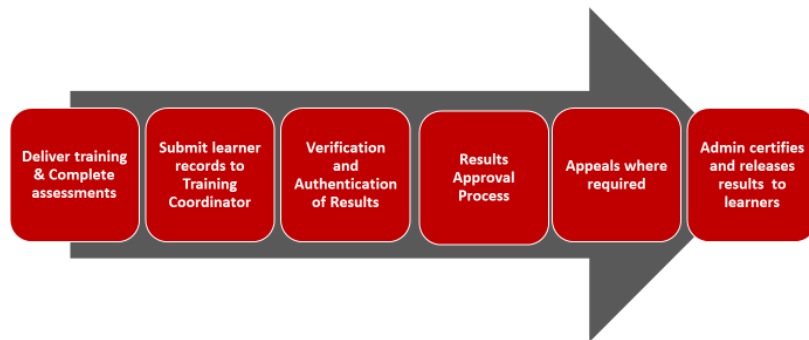 Deliver training
& Complete
assessments
Submit learner
records to
Training
Coordinator
Verification
and
Authentication
of Results
Results
Approval
Process
Appeals where
required
Admin certifies
and releases
results to
learners